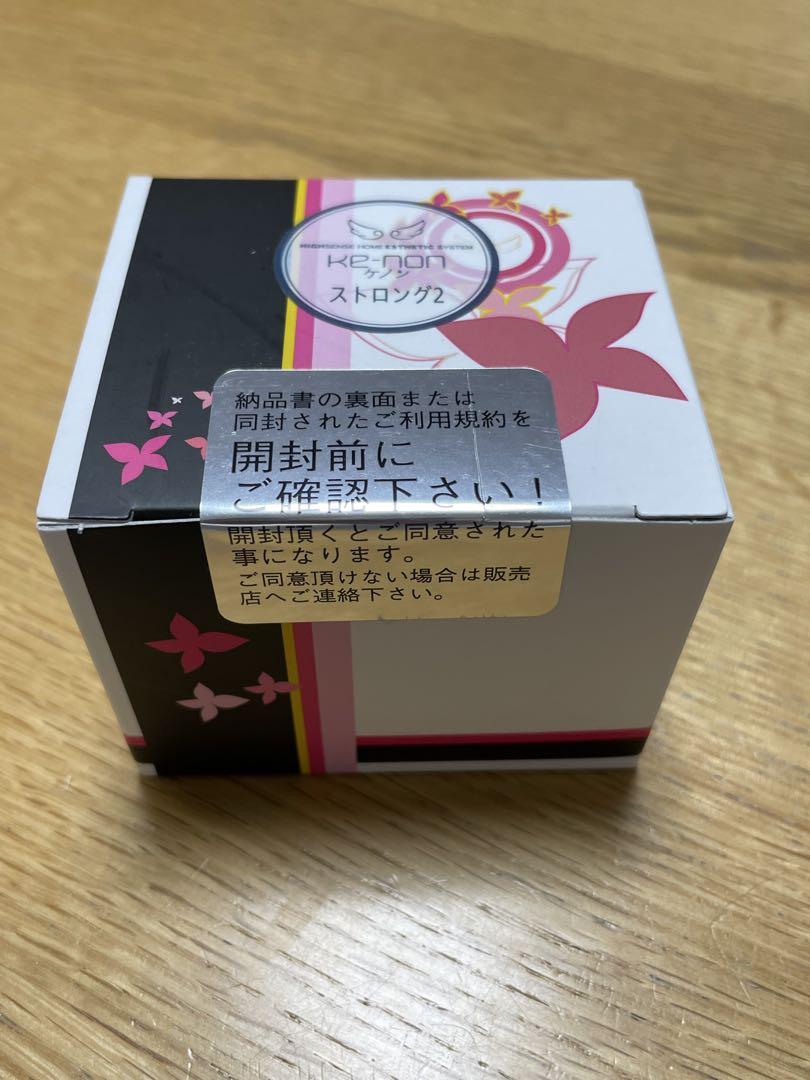 HIGHSENSE HOME ESTHETIC SYSTEM
Ke-non
ケノン
ストロング2
納品書の裏面または
同封されたご利用規約を
開封前に
ご確認下さい!
開封頂くとご同意された
事になります。
ご同意頂けない場合は販売
店へご連絡下さい。